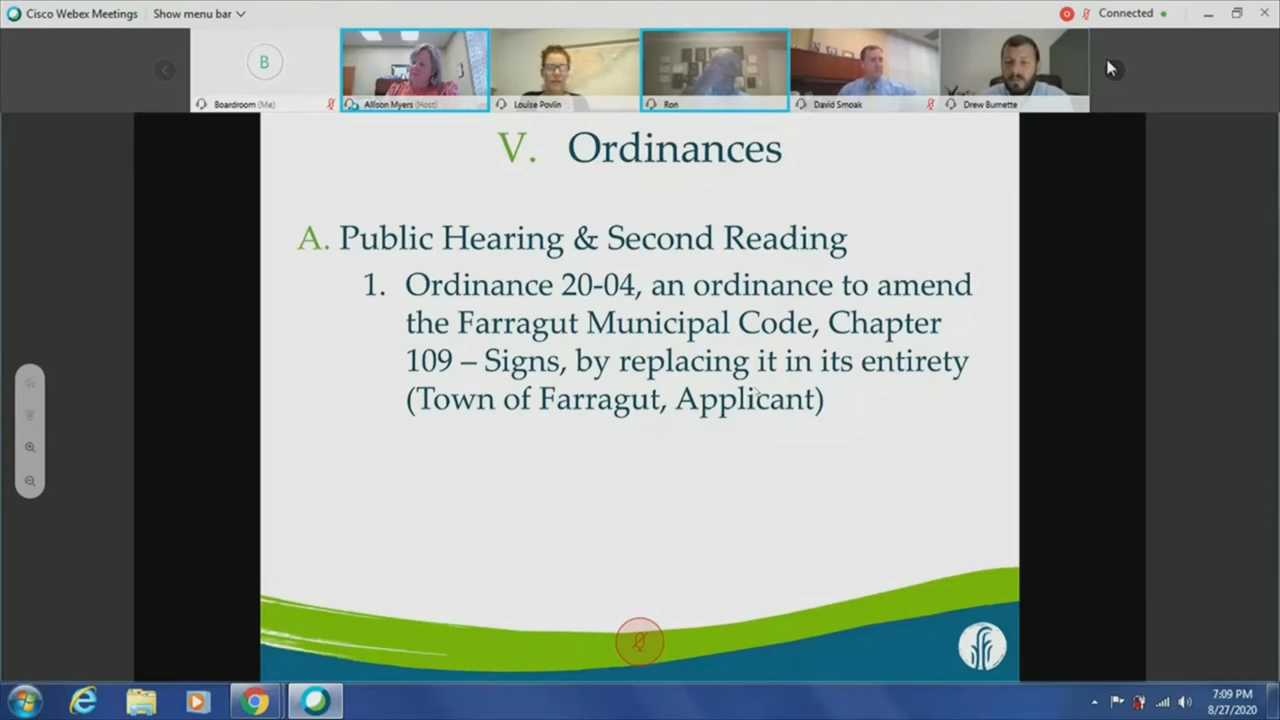 Cisco Webex Meetings Show menu bar Connected
B
Boardroom (Me) Allison Myers (Host) Louise Povlin Ron David Smoak Drew Burnette
V. Ordinances
A. Public Hearing & Second Reading
1. Ordinance 20-04, an ordinance to amend
the Farragut Municipal Code, Chapter
109 – Signs, by replacing it in its entirety
(Town of Farragut, Applicant)
7:09 PM
8/27/2020